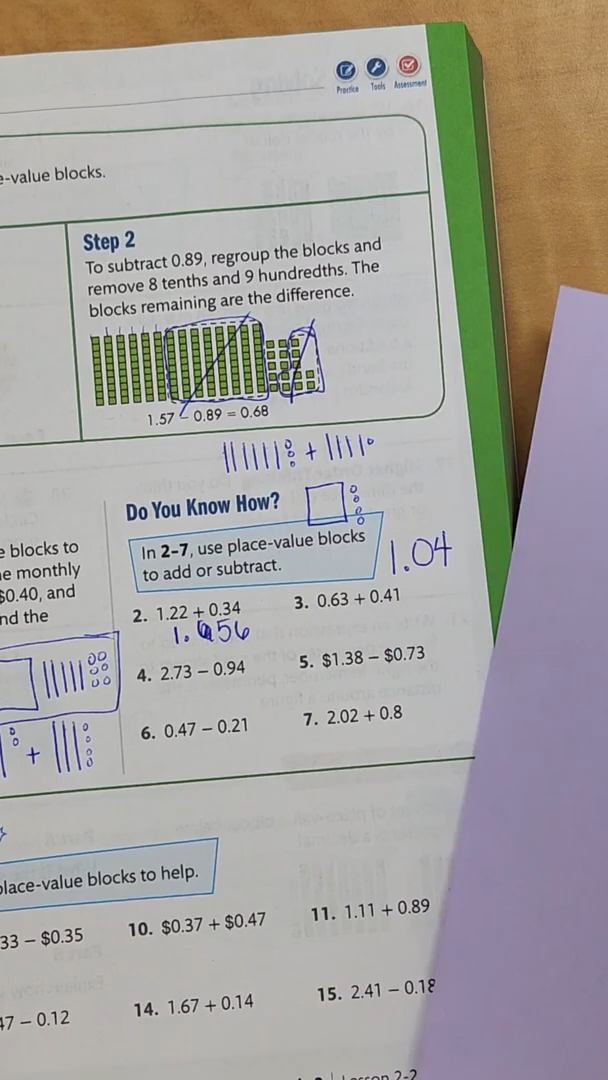 Practice Tools Assessment
e-value blocks.
Step 2
To subtract 0.89, regroup the blocks and
remove 8 tenths and 9 hundredths. The
blocks remaining are the difference.
1.57 – 0.89 = 0.68
+
Do You Know How?
e blocks to
e monthly
$0.40, and
nd the
In 2–7, use place-value blocks
to add or subtract.
1.04
2. 1.22 + 0.34
3. 0.63 + 0.41
1.56
4. 2.73 – 0.94
5. $1.38 – $0.73
+
6. 0.47 – 0.21
7. 2.02 + 0.8
place-value blocks to help.
33 – $0.35
10. $0.37 + $0.47
11. 1.11 + 0.89
47 – 0.12
14. 1.67 + 0.14
15. 2.41 – 0.18
Lesson 2-2